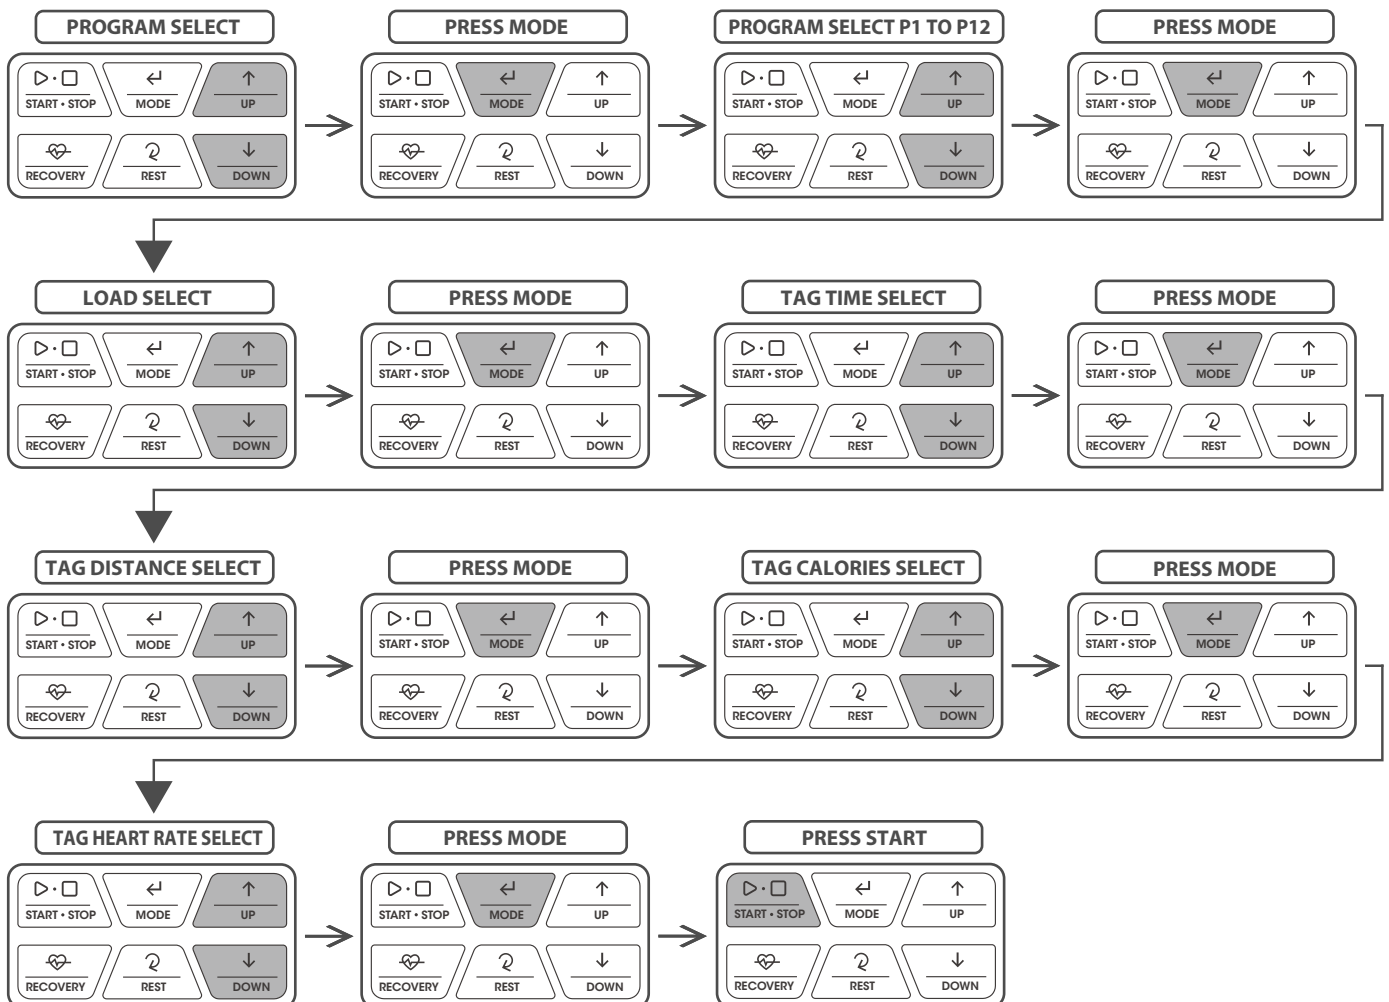 PROGRAM SELECT PRESS MODE PROGRAM SELECT P1 TO P12 PRESS MODE
START • STOP MODE UP START • STOP MODE UP START • STOP MODE UP START • STOP MODE UP
RECOVERY REST DOWN RECOVERY REST DOWN RECOVERY REST DOWN RECOVERY REST DOWN
LOAD SELECT PRESS MODE TAG TIME SELECT PRESS MODE
START • STOP MODE UP START • STOP MODE UP START • STOP MODE UP START • STOP MODE UP
RECOVERY REST DOWN RECOVERY REST DOWN RECOVERY REST DOWN RECOVERY REST DOWN
TAG DISTANCE SELECT PRESS MODE TAG CALORIES SELECT PRESS MODE
START • STOP MODE UP START • STOP MODE UP START • STOP MODE UP START • STOP MODE UP
RECOVERY REST DOWN RECOVERY REST DOWN RECOVERY REST DOWN RECOVERY REST DOWN
TAG HEART RATE SELECT PRESS MODE PRESS START
START • STOP MODE UP START • STOP MODE UP START • STOP MODE UP
RECOVERY REST DOWN RECOVERY REST DOWN RECOVERY REST DOWN